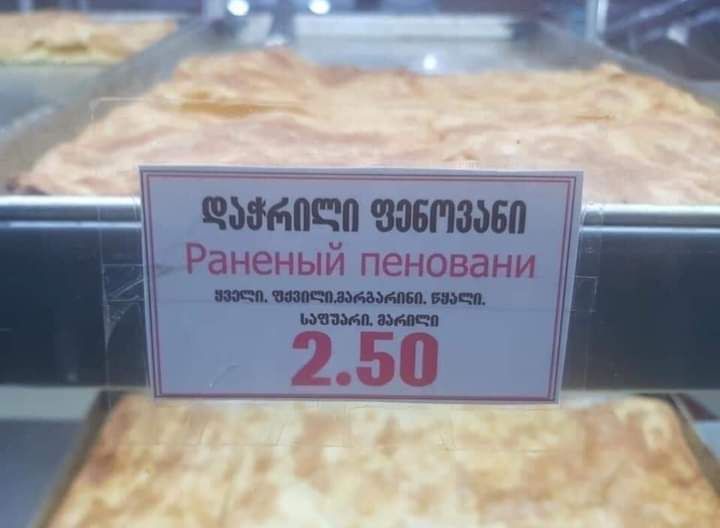 დაჭრილი ფენოვანი
Раненый пеновани
ყველი. ფქვილი.მარგარინი. წყალი.
საფუარი. მარილი
2.50